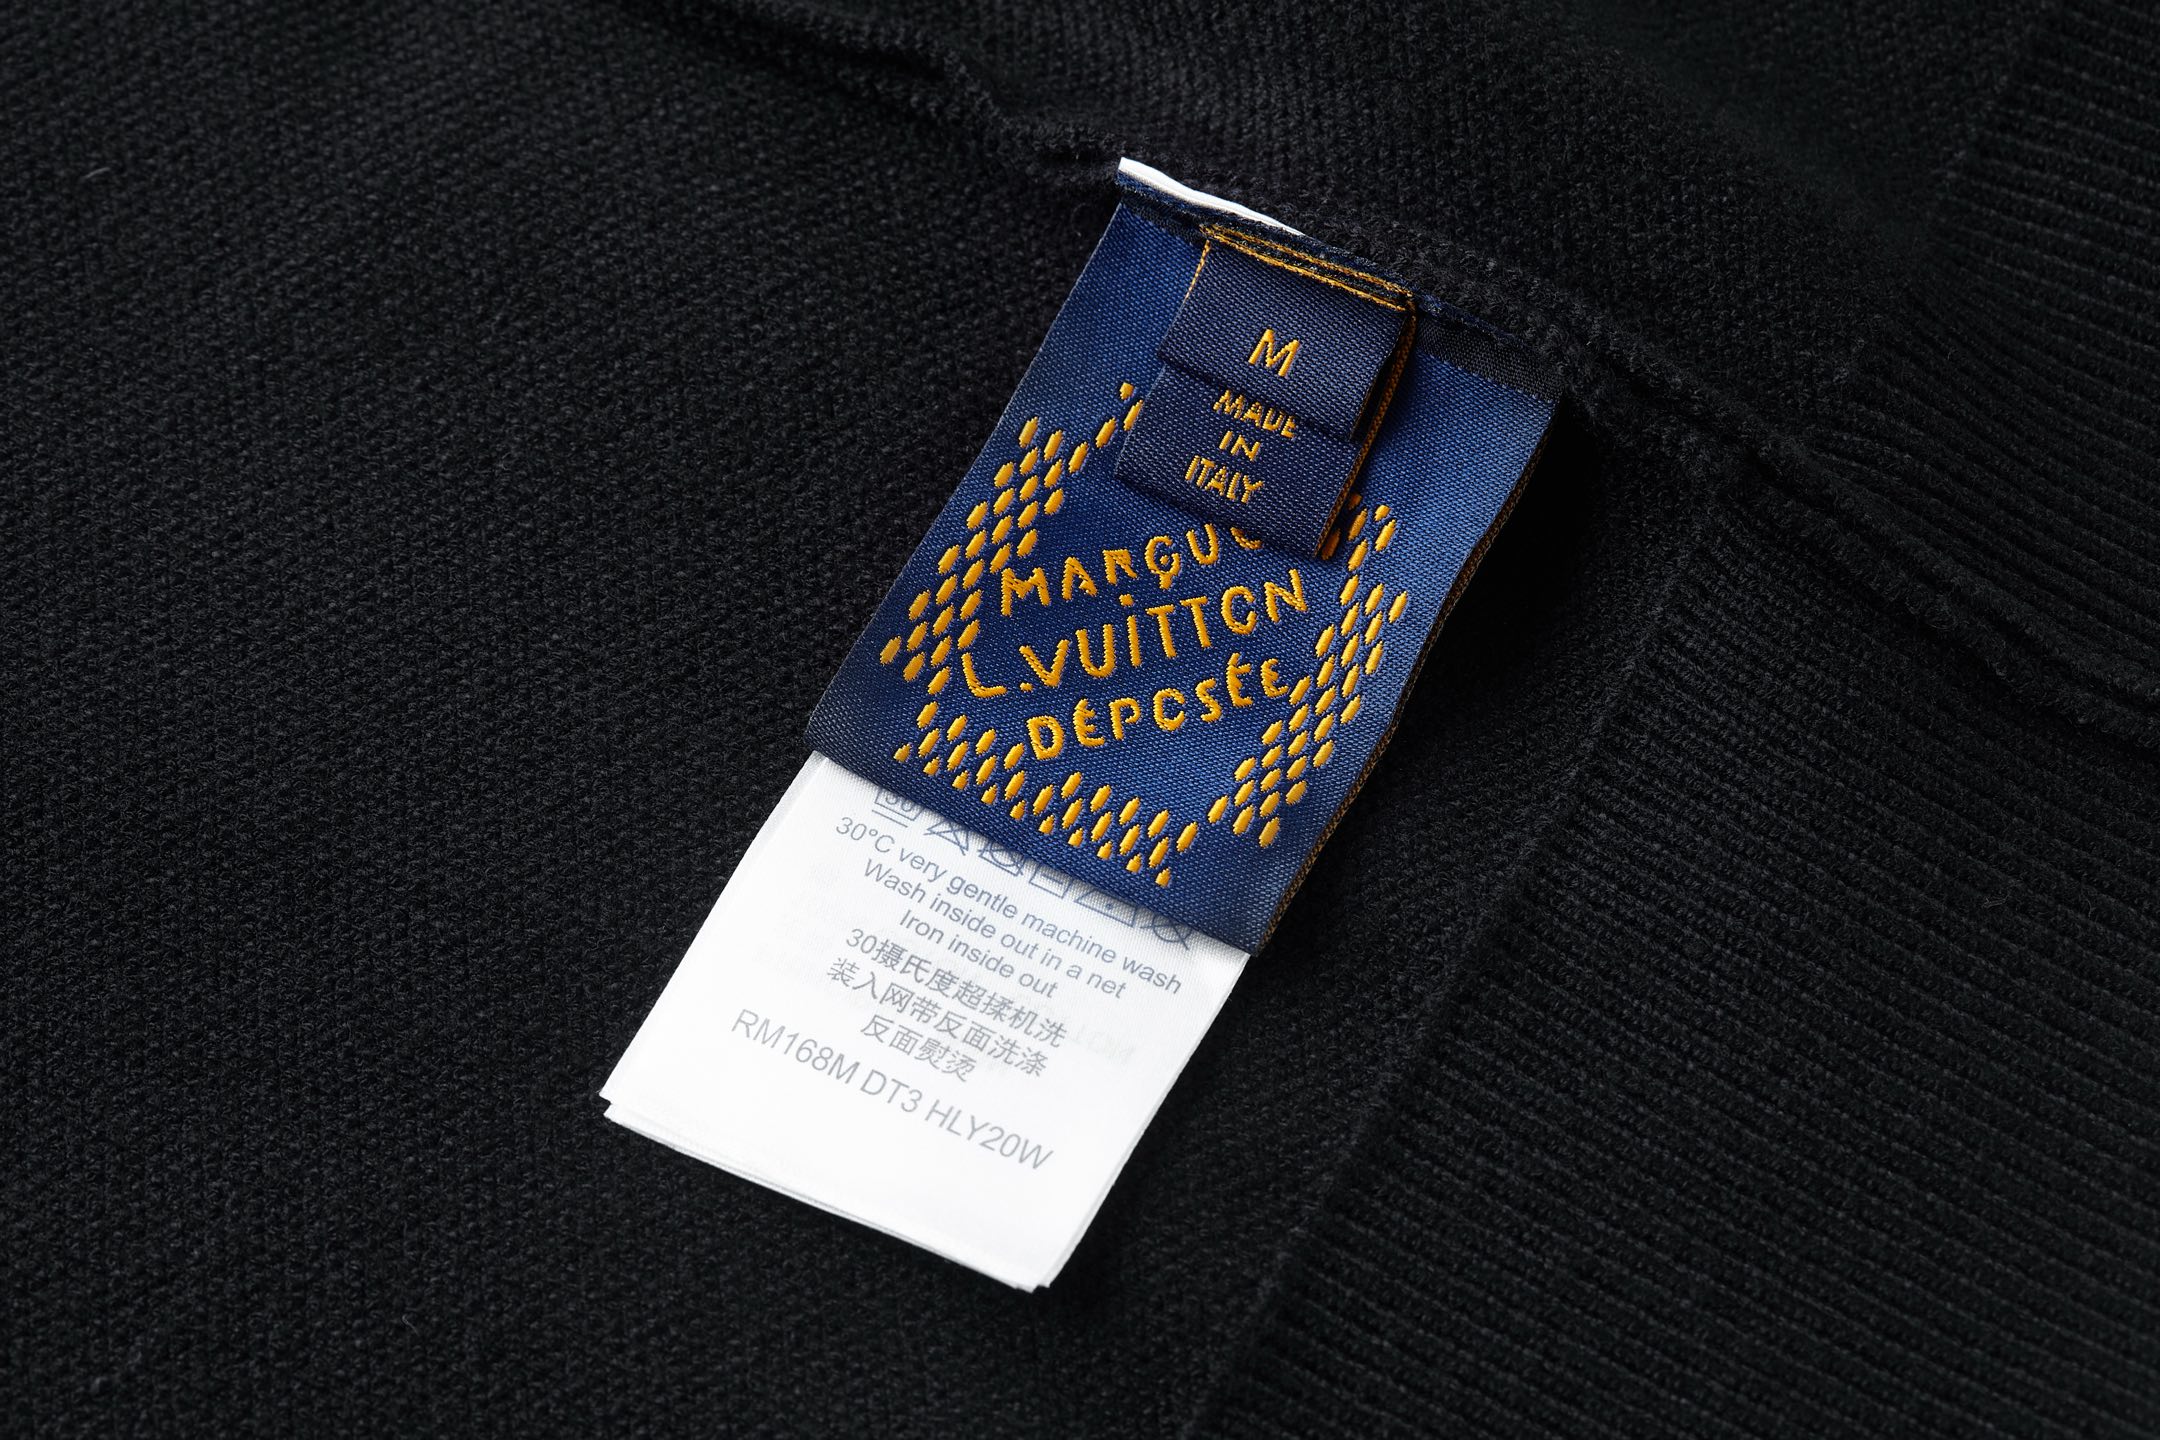 M
MADE
IN
ITALY
MARQUE
L.VUITTON
DÉPOSÉE
30
30°C very gentle machine wash
Wash inside out in a net
Iron inside out
30摄氏度超揉机洗
装入网带反面洗涤
反面熨烫
RM168M DT3 HLY20W